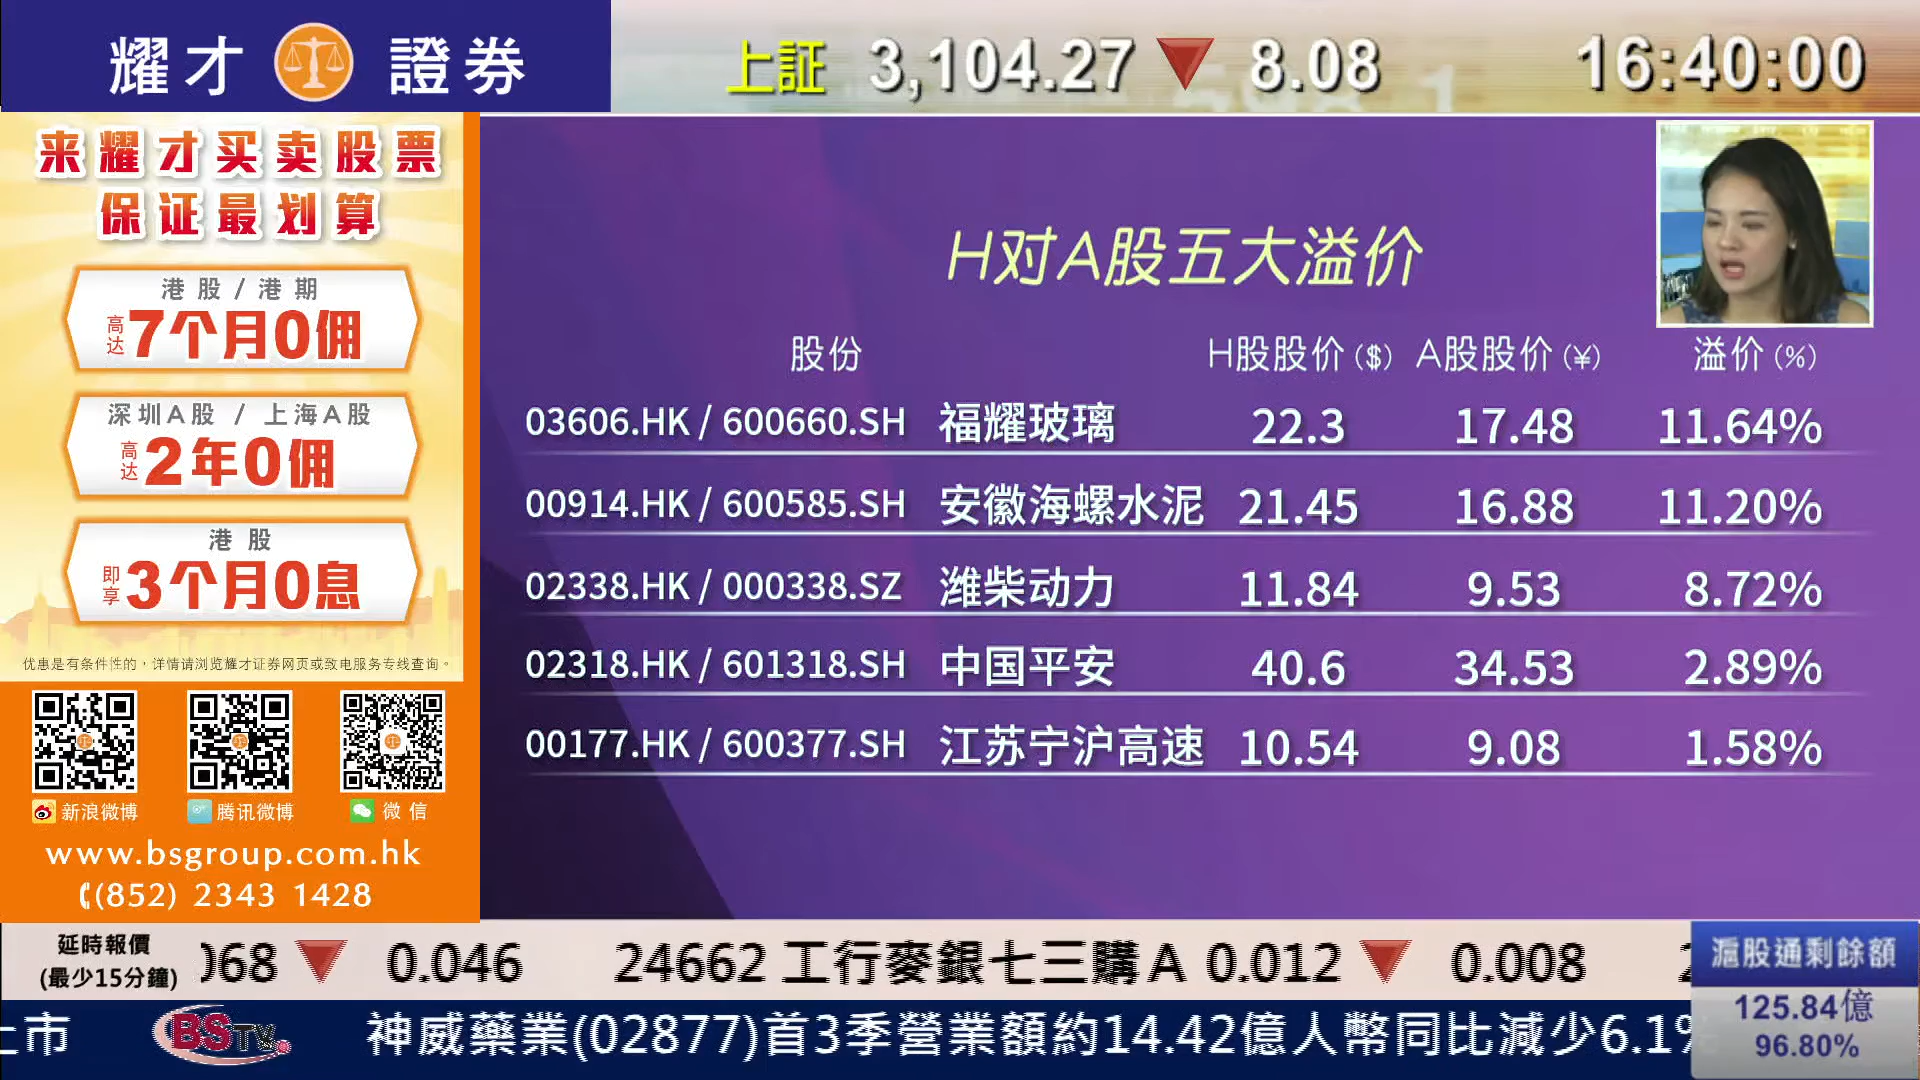 耀才 證券
上証 3,104.27 8.08 16:40:00
来耀才买卖股票
保证最划算
港股/港期
高达7个月0佣
深圳A股 / 上海A股
高达2年0佣
港股
即享3个月0息
优惠是有条件性的，详情请浏览耀才证券网页或致电服务专线查询。
新浪微博 腾讯微博 微信
www.bsgroup.com.hk
(852) 2343 1428
H对A股五大溢价
股份 H股股价($) A股股价(¥) 溢价(%)
03606.HK / 600660.SH 福耀玻璃 22.3 17.48 11.64%
00914.HK / 600585.SH 安徽海螺水泥 21.45 16.88 11.20%
02338.HK / 000338.SZ 潍柴动力 11.84 9.53 8.72%
02318.HK / 601318.SH 中国平安 40.6 34.53 2.89%
00177.HK / 600377.SH 江苏宁沪高速 10.54 9.08 1.58%
延時報價
(最少15分鐘)
068 0.046 24662 工行麥銀七三購A 0.012 0.008
滬股通剩餘額
125.84億
96.80%
上市 BSTV 神威藥業(02877)首3季營業額約14.42億人幣同比減少6.1%